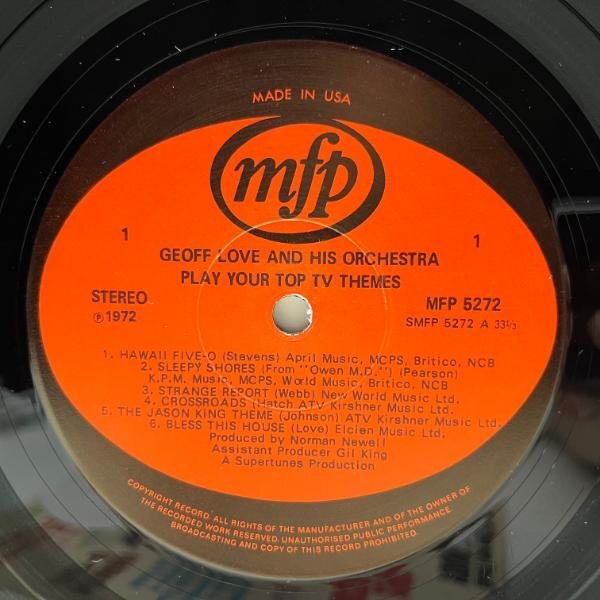 MADE IN USA
mfp
1 1
GEOFF LOVE AND HIS ORCHESTRA
PLAY YOUR TOP TV THEMES
STEREO MFP 5272
Ⓟ1972 SMFP 5272 A 33⅓
1. HAWAII FIVE-O (Stevens) April Music, MCPS, Britico, NCB
2. SLEEPY SHORES (From "Owen M.D.") (Pearson)
K.P.M. Music, MCPS, World Music, Britico, NCB
3. STRANGE REPORT (Webb) New World Music Ltd.
4. CROSSROADS (Hatch ATV Kirshner Music Ltd.
5. THE JASON KING THEME (Johnson) ATV Kirshner Music Ltd.
6. BLESS THIS HOUSE (Love) Elcien Music Ltd.
Produced by Norman Newell
Assistant Producer Gil King
A Supertunes Production
COPYRIGHT RECORD. ALL RIGHTS OF THE MANUFACTURER AND OF THE OWNER OF
THE RECORDED WORK RESERVED. UNAUTHORISED PUBLIC PERFORMANCE
BROADCASTING AND COPY OF THIS RECORD PROHIBITED.